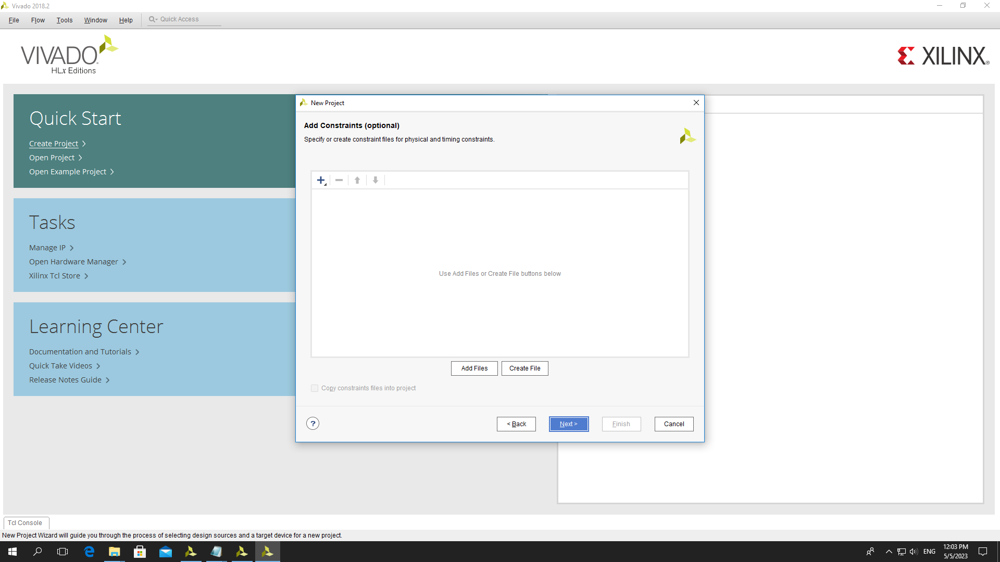 Vivado 2018.2
File Flow Tools Window Help Quick Access
VIVADO
HLx Editions
XILINX®
Quick Start
Create Project
Open Project
Open Example Project
Tasks
Manage IP
Open Hardware Manager
Xilinx Tcl Store
Learning Center
Documentation and Tutorials
Quick Take Videos
Release Notes Guide
New Project
Add Constraints (optional)
Specify or create constraint files for physical and timing constraints.
Use Add Files or Create File buttons below
Add Files Create File
Copy constraints files into project
? < Back Next > Finish Cancel
Tcl Console
New Project Wizard will guide you through the process of selecting design sources and a target device for a new project.
ENG
12:03 PM
5/5/2023